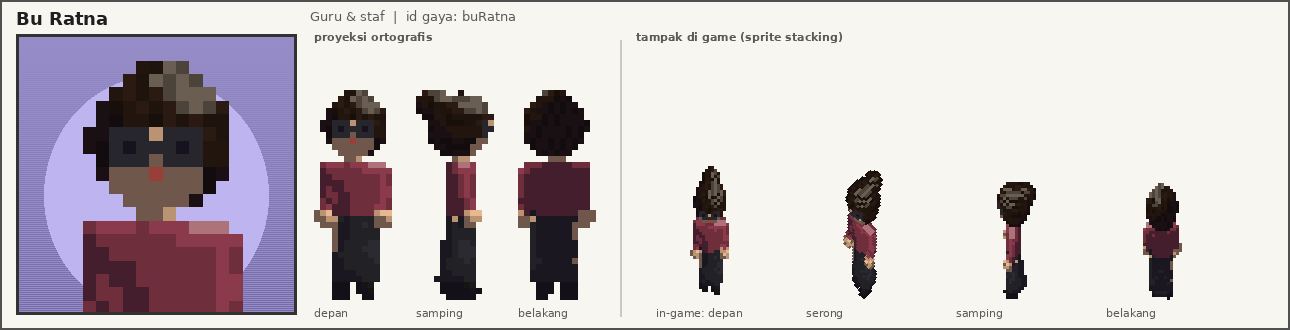 Bu Ratna
Guru & staf | id gaya: buRatna
proyeksi ortografis
tampak di game (sprite stacking)
depan
samping
belakang
in-game: depan
serong
samping
belakang